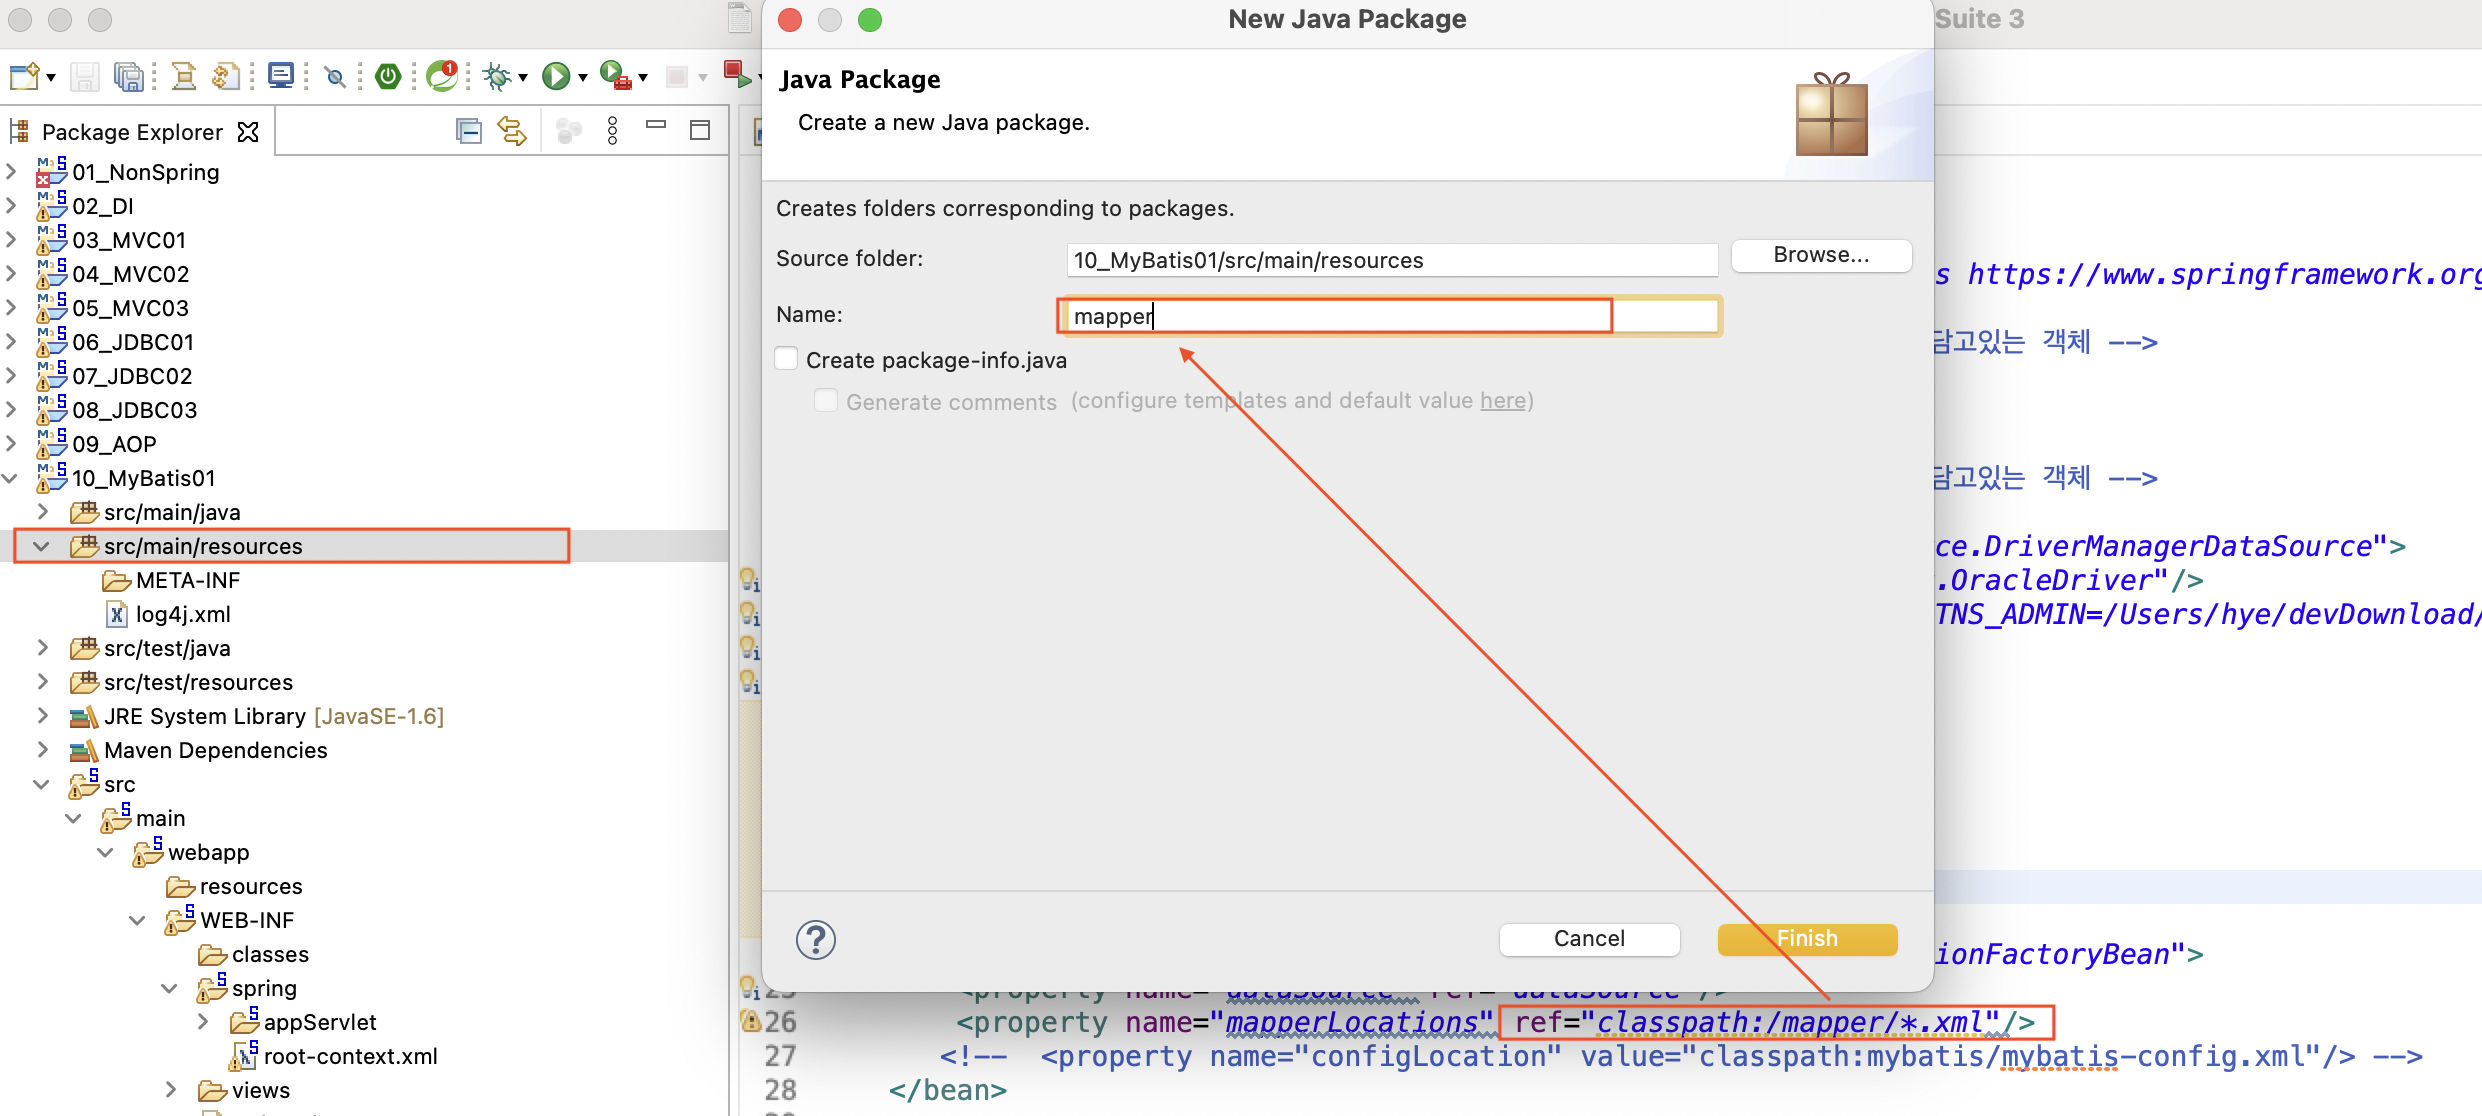 New Java Package
Suite 3
Java Package
Create a new Java package.
Creates folders corresponding to packages.
Source folder:
10_MyBatis01/src/main/resources
Browse...
Name:
mapper
Create package-info.java
Generate comments (configure templates and default value here)
Cancel
Finish
Package Explorer
01_NonSpring
02_DI
03_MVC01
04_MVC02
05_MVC03
06_JDBC01
07_JDBC02
08_JDBC03
09_AOP
10_MyBatis01
src/main/java
src/main/resources
META-INF
log4j.xml
src/test/java
src/test/resources
JRE System Library [JavaSE-1.6]
Maven Dependencies
src
main
webapp
resources
WEB-INF
classes
spring
appServlet
root-context.xml
views
s https://www.springframework.org
담고있는 객체 -->
담고있는 객체 -->
ce.DriverManagerDataSource">
.OracleDriver"/>
TNS_ADMIN=/Users/hye/devDownload/
ionFactoryBean">
25 <property name="dataSource" ref="dataSource"/>
26 <property name="mapperLocations" ref="classpath:/mapper/*.xml"/>
27 <!-- <property name="configLocation" value="classpath:mybatis/mybatis-config.xml"/> -->
28 </bean>